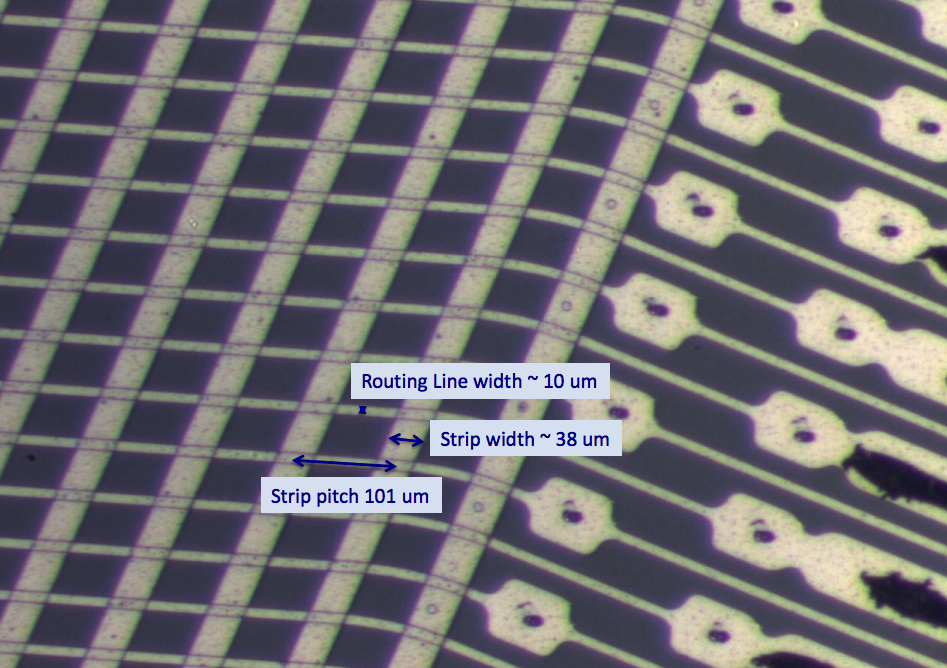 Routing Line width ~ 10 um
Strip width ~ 38 um
Strip pitch 101 um